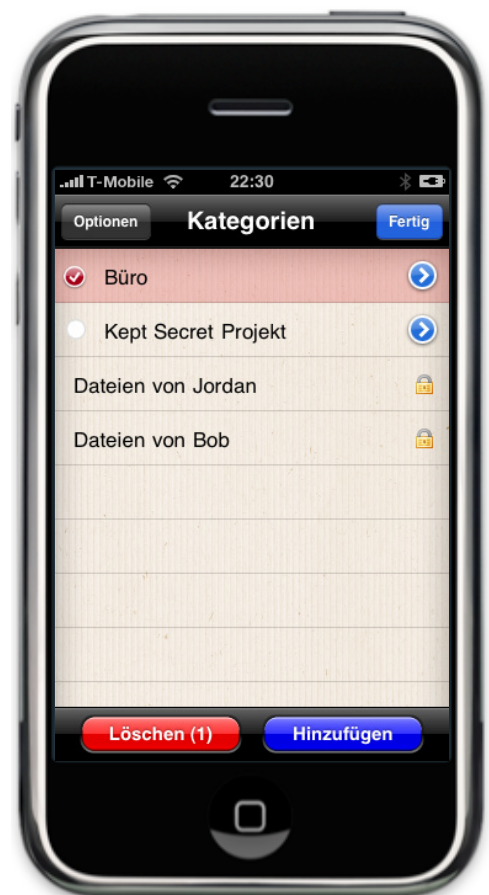 T-Mobile 22:30
Optionen Kategorien Fertig
Büro
Kept Secret Projekt
Dateien von Jordan
Dateien von Bob
Löschen (1) Hinzufügen